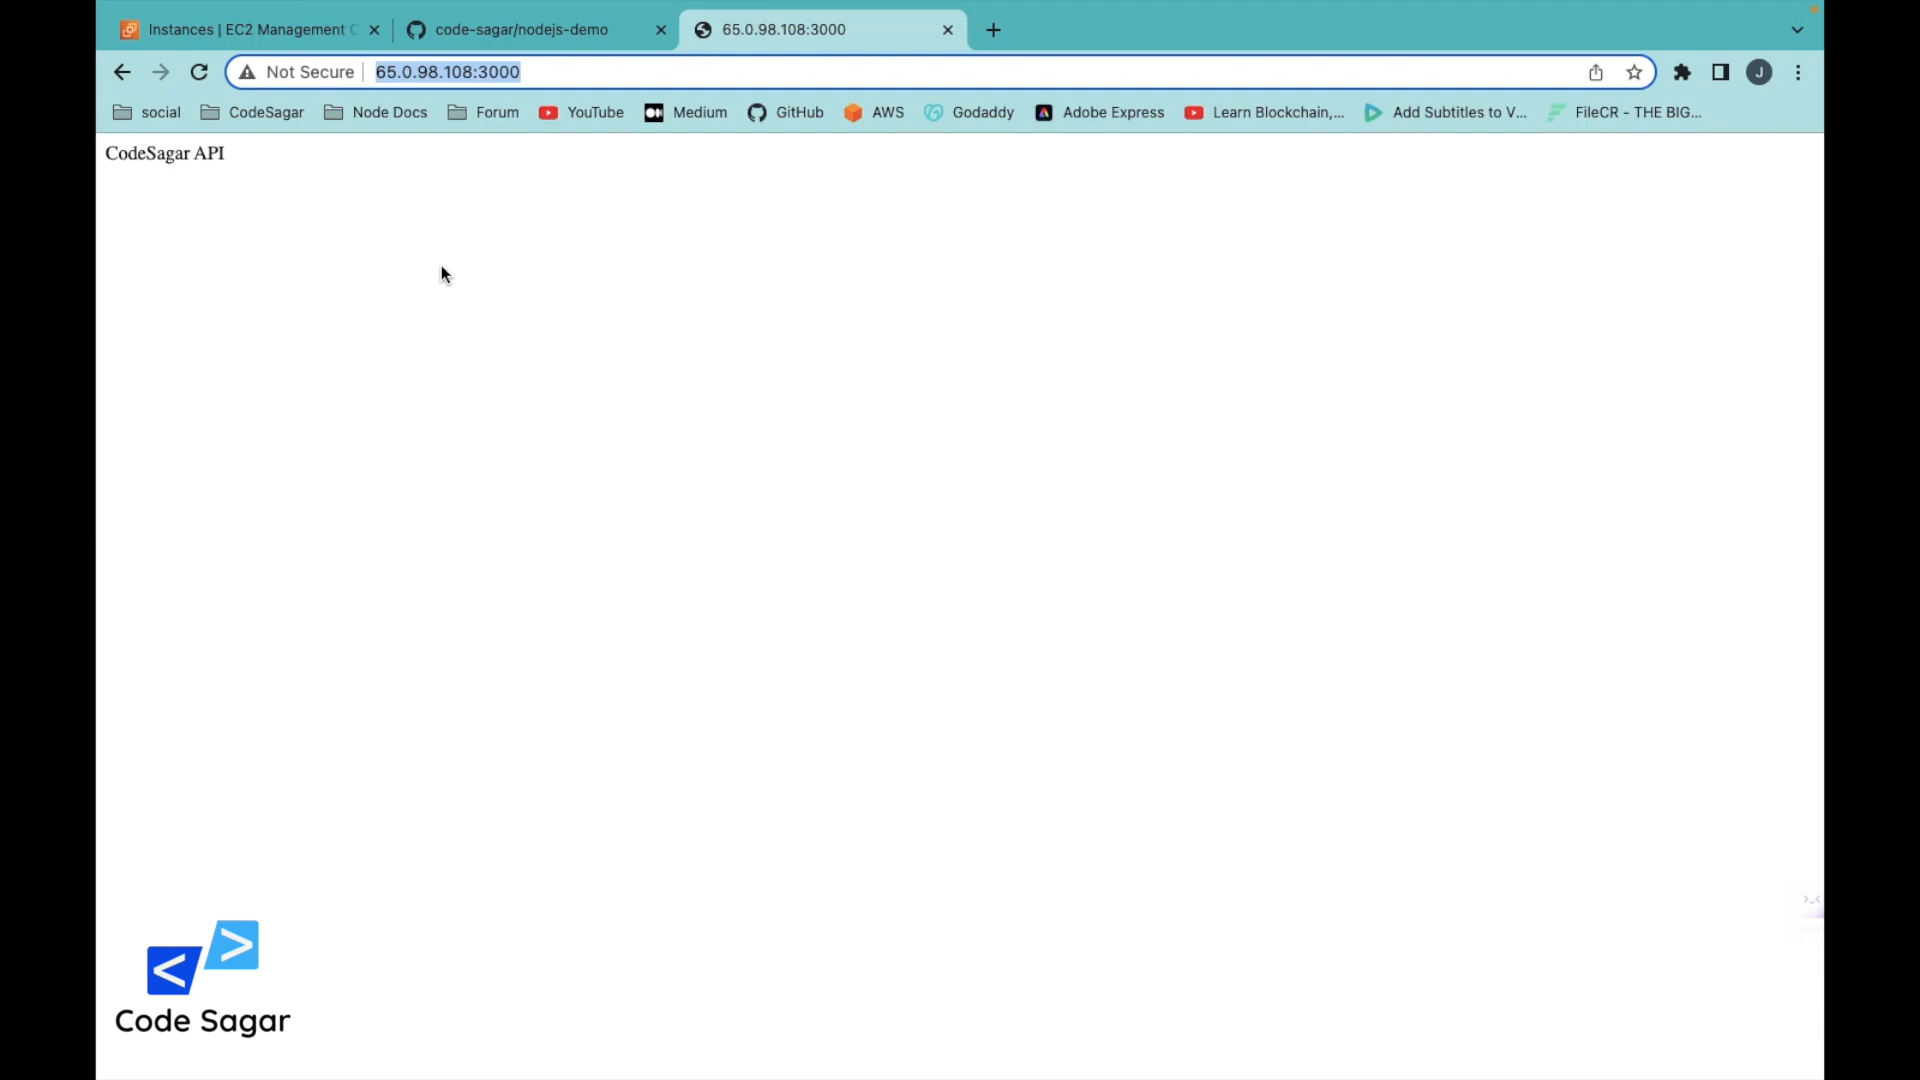 Instances | EC2 Management C
code-sagar/nodejs-demo
65.0.98.108:3000
Not Secure
65.0.98.108:3000
J
social
CodeSagar
Node Docs
Forum
YouTube
Medium
GitHub
AWS
Godaddy
Adobe Express
Learn Blockchain,...
Add Subtitles to V...
FileCR - THE BIG...
CodeSagar API
< >
Code Sagar